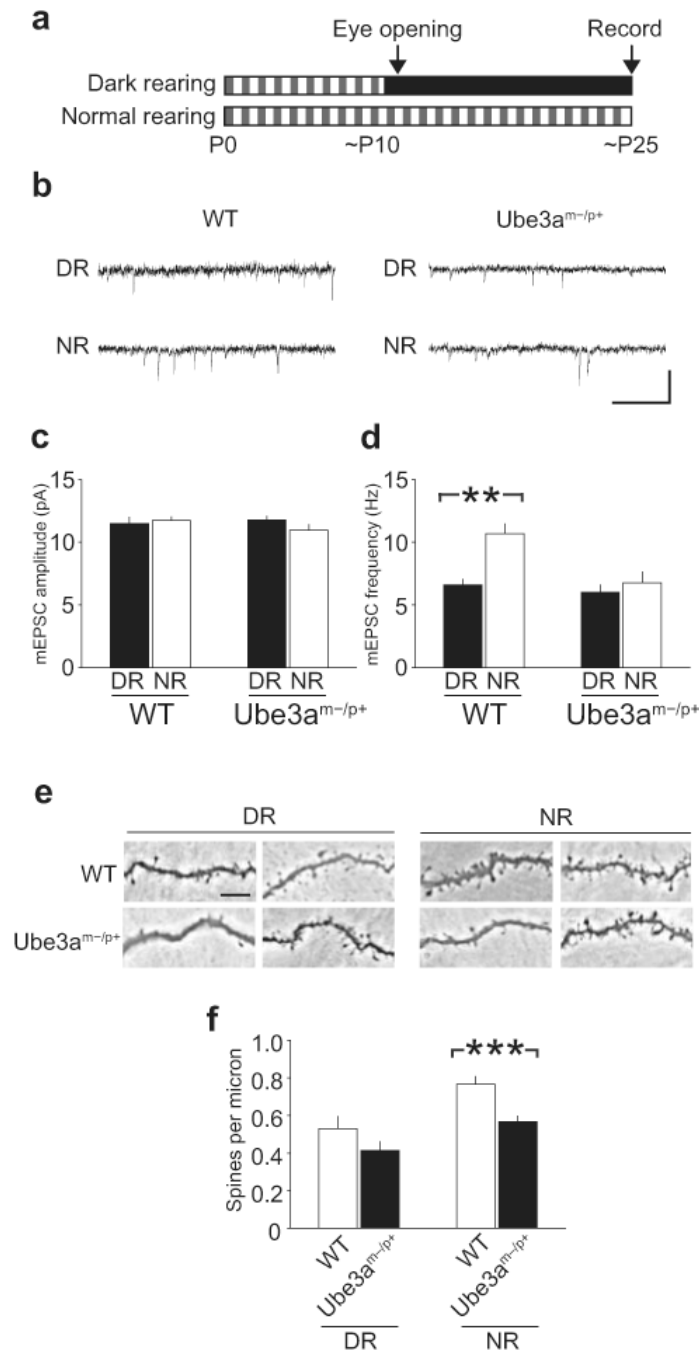 a
Eye opening Record
Dark rearing
Normal rearing
P0 ~P10 ~P25
b
WT Ube3a^m−/p+
DR DR
NR NR
c
mEPSC amplitude (pA)
15
10
5
0
DR NR DR NR
WT Ube3a^m−/p+
d
mEPSC frequency (Hz)
15
10
5
0
**
DR NR DR NR
WT Ube3a^m−/p+
e
DR NR
WT
Ube3a^m−/p+
f
Spines per micron
1.0
0.8
0.6
0.4
0.2
0
***
WT Ube3a^m−/p+ WT Ube3a^m−/p+
DR NR